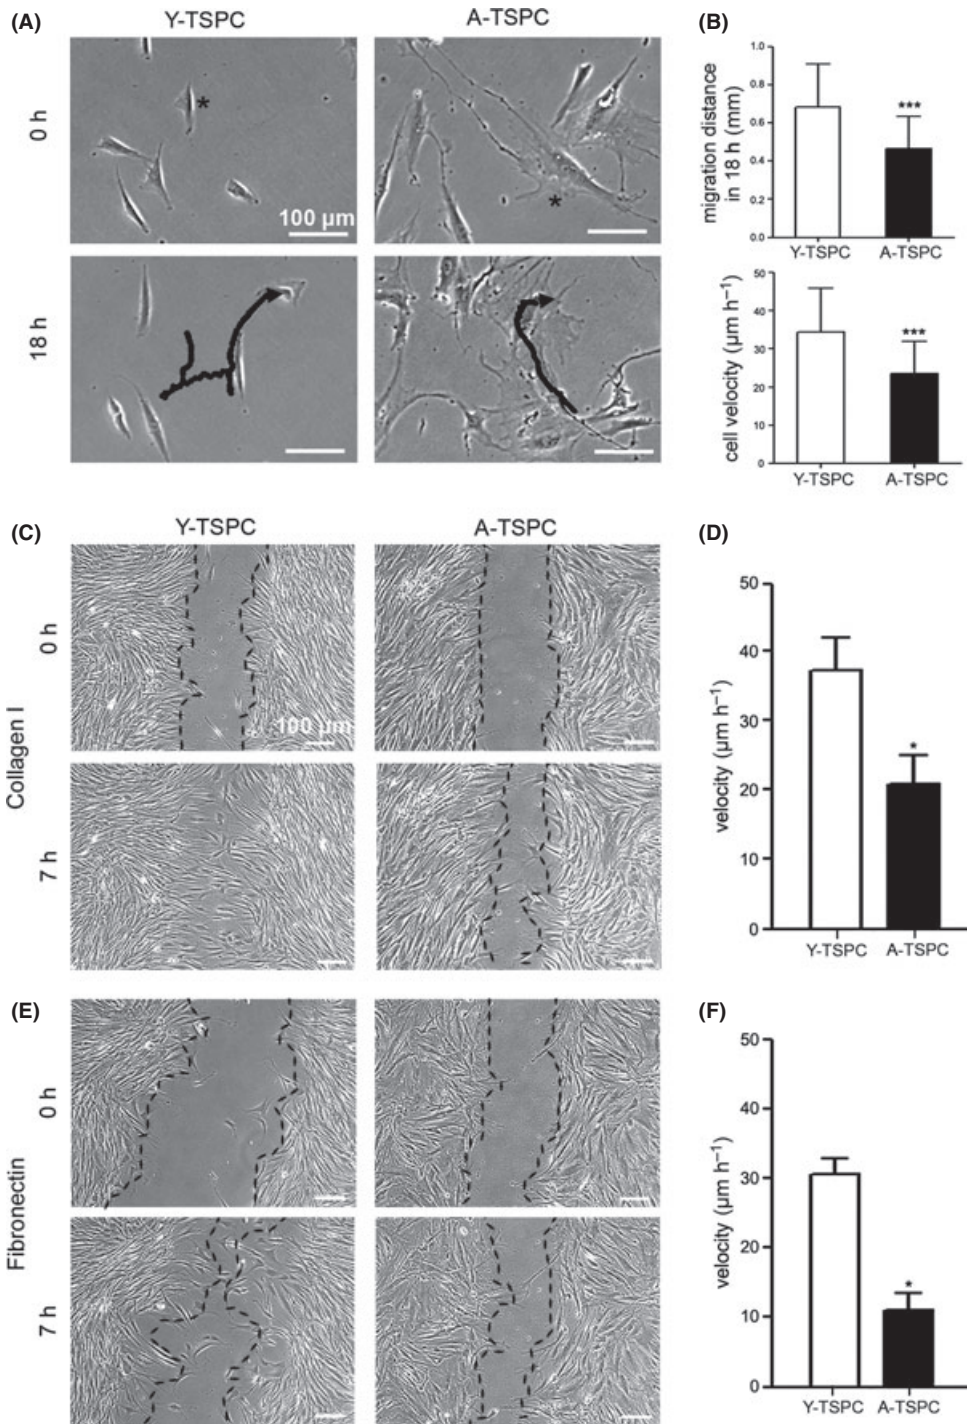 (A)
Y-TSPC
A-TSPC
0 h
*
100 µm
*
18 h
(B)
migration distance
in 18 h (mm)
1.0
0.8
0.6
0.4
0.2
0.0
***
Y-TSPC
A-TSPC
cell velocity (µm h⁻¹)
50
40
30
20
10
0
***
Y-TSPC
A-TSPC
(C)
Y-TSPC
A-TSPC
Collagen I
0 h
100 µm
7 h
(D)
velocity (µm h⁻¹)
50
40
30
20
10
0
*
Y-TSPC
A-TSPC
(E)
Fibronectin
0 h
7 h
(F)
velocity (µm h⁻¹)
50
40
30
20
10
0
*
Y-TSPC
A-TSPC